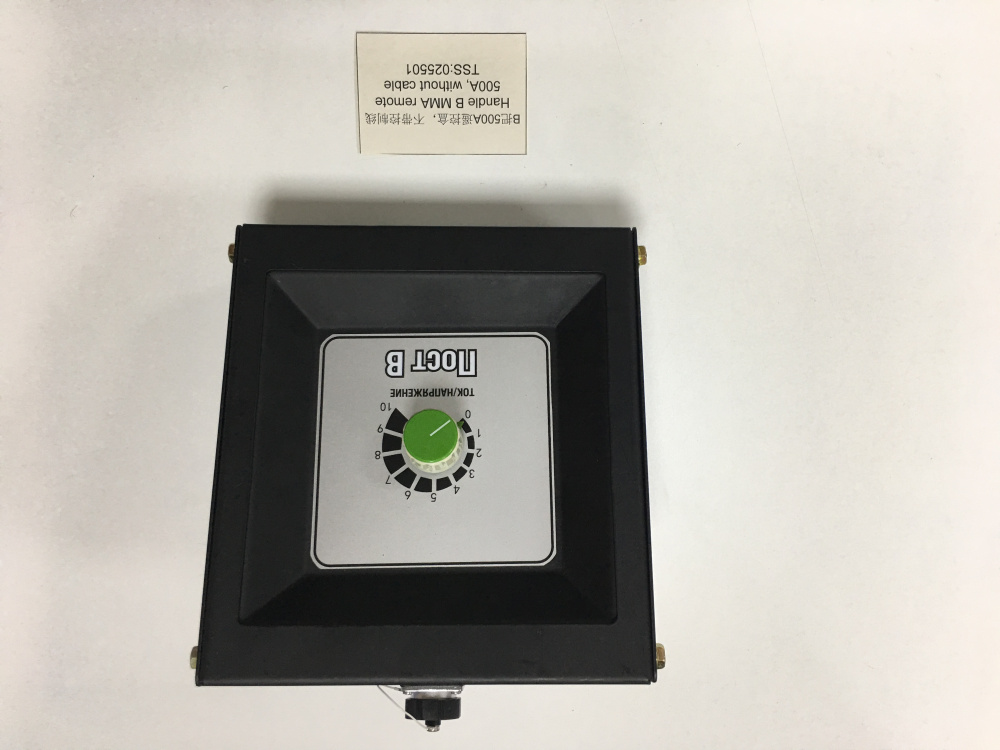 B把500A遥控盒，不带控制线
Handle B MMA remote
500A, without cable
TSS:025501
0
1
2
3
4
5
6
7
8
9
10
ТОК/НАПРЯЖЕНИЕ
Пост В